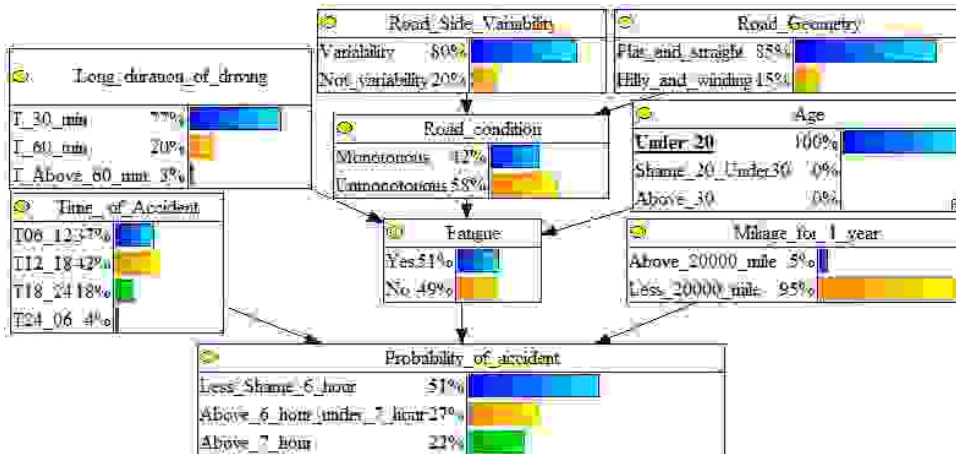 Road_Side_Variability
Variability 80%
Not_variability 20%
Road_Geometry
Flat_and_straight 85%
Hilly_and_winding 15%
Long_duration_of_driving
T_30_min 77%
T_60_min 20%
T_Above_60_min 3%
Road_condition
Monotonous 42%
Unmonotorious 58%
Age
Under_20 100%
Shame_20_Under30 0%
Above_30 0%
Time_of_Accident
T06_12 37%
T12_18 42%
T18_24 18%
T24_06 4%
Fatigue
Yes 51%
No 49%
Milage_for_1_year
Above_20000_mile 5%
Less_20000_mile 95%
Probability_of_accident
Less_Shame_6_hour 51%
Above_6_hour_under_7_hour 27%
Above_7_hour 22%